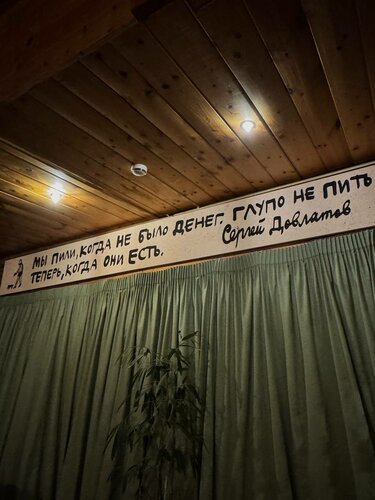 Мы пили, когда не было денег. Глупо не пить
теперь, когда они есть.
Сергей Довлатов